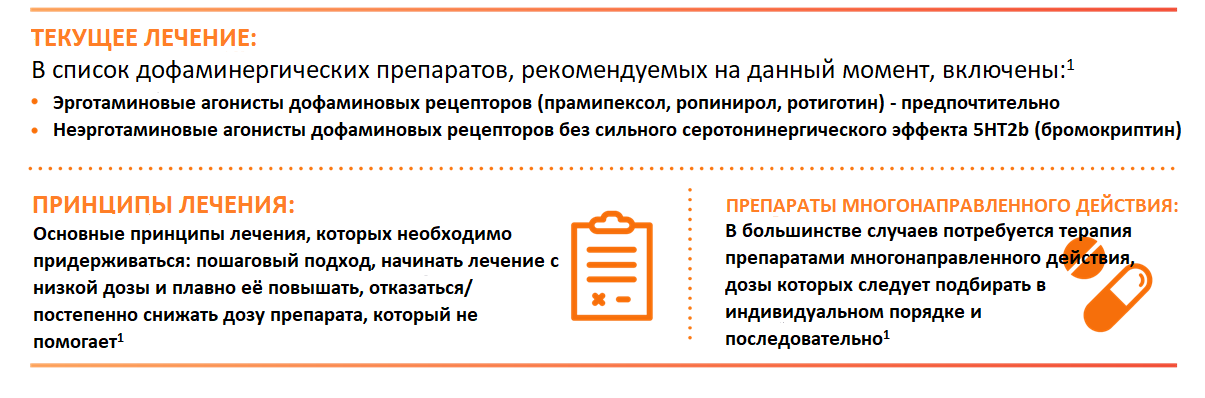 ТЕКУЩЕЕ ЛЕЧЕНИЕ:
В список дофаминергических препаратов, рекомендуемых на данный момент, включены:¹
• Эрготаминовые агонисты дофаминовых рецепторов (прамипексол, ропинирол, ротиготин) - предпочтительно
• Неэрготаминовые агонисты дофаминовых рецепторов без сильного серотонинергического эффекта 5HT2b (бромокриптин)
ПРИНЦИПЫ ЛЕЧЕНИЯ:
Основные принципы лечения, которых необходимо
придерживаться: пошаговый подход, начинать лечение с
низкой дозы и плавно её повышать, отказаться/
постепенно снижать дозу препарата, который не
помогает¹
ПРЕПАРАТЫ МНОГОНАПРАВЛЕННОГО ДЕЙСТВИЯ:
В большинстве случаев потребуется терапия
препаратами многонаправленного действия,
дозы которых следует подбирать в
индивидуальном порядке и
последовательно¹